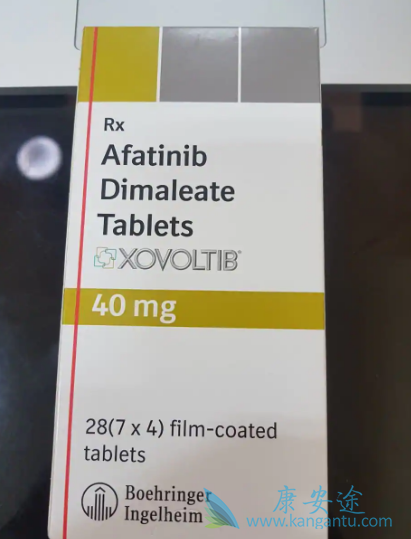 Rx
Afatinib
Dimaleate
Tablets
XOVOLTIB®
40 mg
28(7 x 4) film-coated
tablets
Boehringer
Ingelheim
康安途
www.kangantu.com